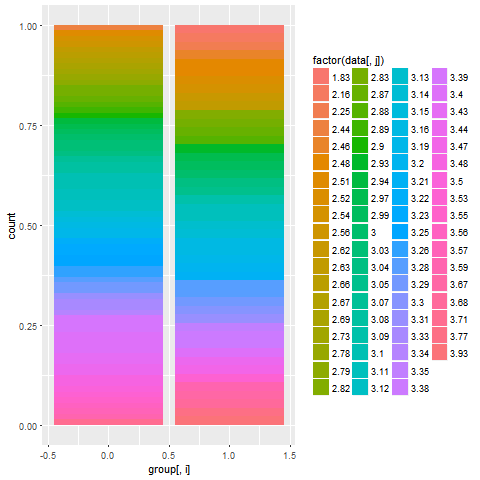 factor(data[, j])
1.83 2.83 3.13 3.39
2.16 2.87 3.14 3.4
2.25 2.88 3.15 3.43
2.44 2.89 3.16 3.44
2.46 2.9 3.19 3.47
2.48 2.93 3.2 3.48
2.51 2.94 3.21 3.5
2.52 2.97 3.22 3.53
2.54 2.99 3.23 3.55
2.56 3 3.25 3.56
2.62 3.03 3.26 3.57
2.63 3.04 3.28 3.59
2.66 3.05 3.29 3.67
2.67 3.07 3.3 3.68
2.69 3.08 3.31 3.71
2.73 3.09 3.33 3.77
2.78 3.1 3.34 3.93
2.79 3.11 3.35
2.82 3.12 3.38
1.00
0.75
0.50
0.25
0.00
count
-0.5 0.0 0.5 1.0 1.5
group[, i]